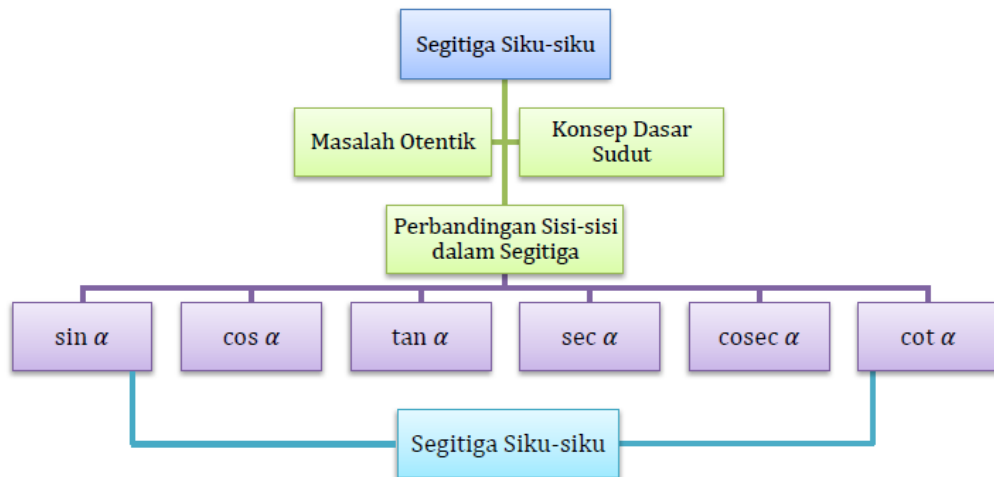 Segitiga Siku-siku
Masalah Otentik
Konsep Dasar
Sudut
Perbandingan Sisi-sisi
dalam Segitiga
sin α
cos α
tan α
sec α
cosec α
cot α
Segitiga Siku-siku